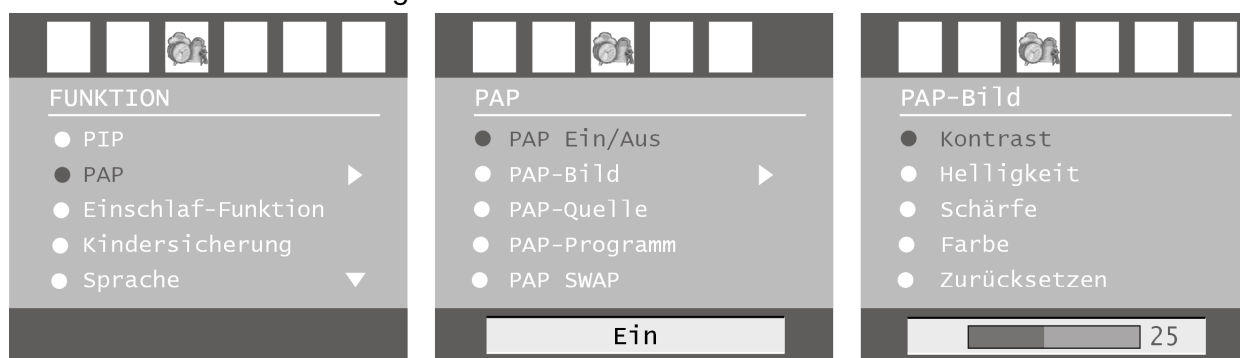 FUNKTION
PIP
PAP
Einschlaf-Funktion
Kindersicherung
Sprache
PAP
PAP Ein/Aus
PAP-Bild
PAP-Quelle
PAP-Programm
PAP SWAP
Ein
PAP-Bild
Kontrast
Helligkeit
Schärfe
Farbe
Zurücksetzen
25